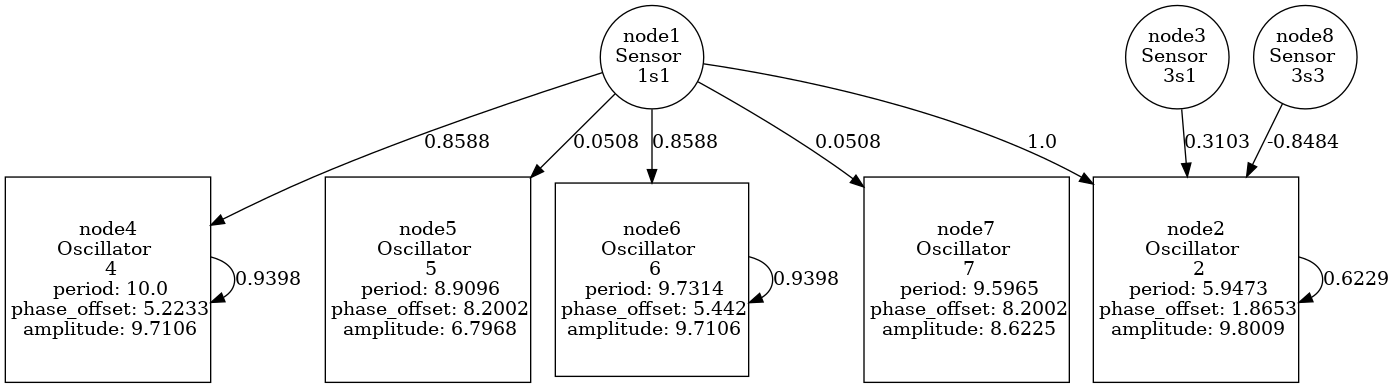 node1
Sensor
1s1
node3
Sensor
3s1
node8
Sensor
3s3
0.8588
0.0508
0.8588
0.0508
1.0
0.3103
-0.8484
node4
Oscillator
4
period: 10.0
phase_offset: 5.2233
amplitude: 9.7106
0.9398
node5
Oscillator
5
period: 8.9096
phase_offset: 8.2002
amplitude: 6.7968
node6
Oscillator
6
period: 9.7314
phase_offset: 5.442
amplitude: 9.7106
0.9398
node7
Oscillator
7
period: 9.5965
phase_offset: 8.2002
amplitude: 8.6225
node2
Oscillator
2
period: 5.9473
phase_offset: 1.8653
amplitude: 9.8009
0.6229